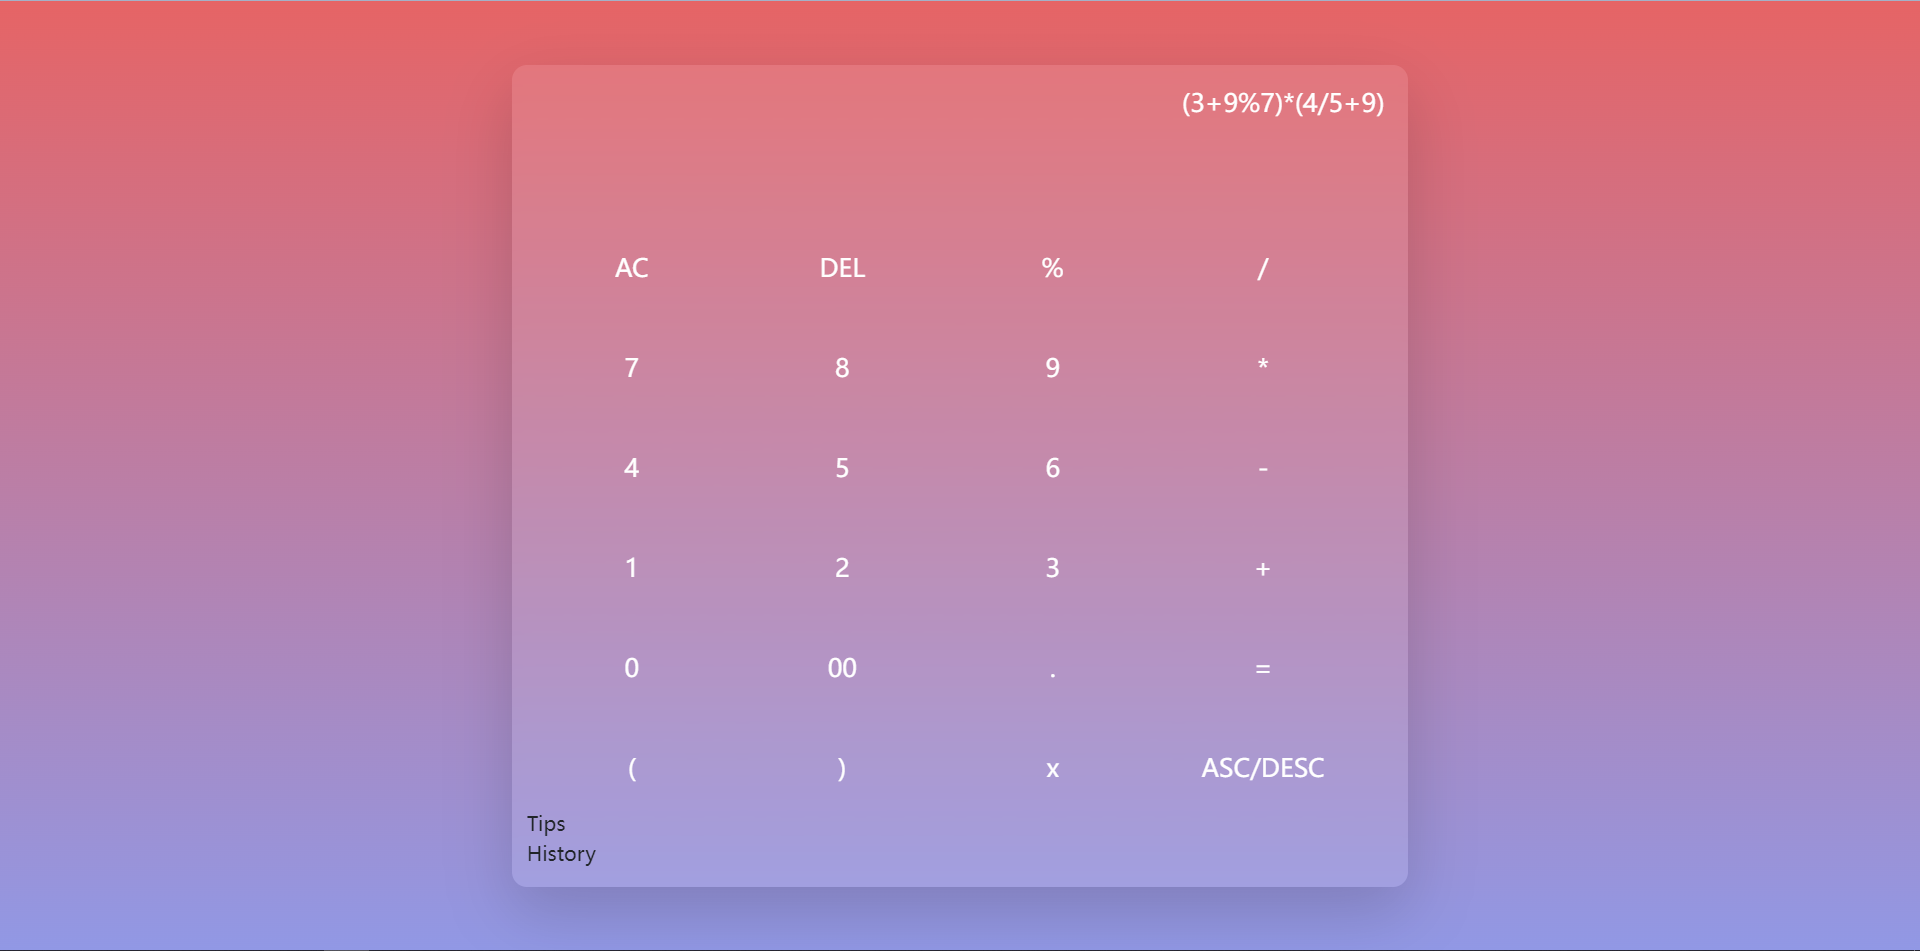 (3+9%7)*(4/5+9)
AC DEL % /
7 8 9 *
4 5 6 -
1 2 3 +
0 00 . =
( ) x ASC/DESC
Tips
History